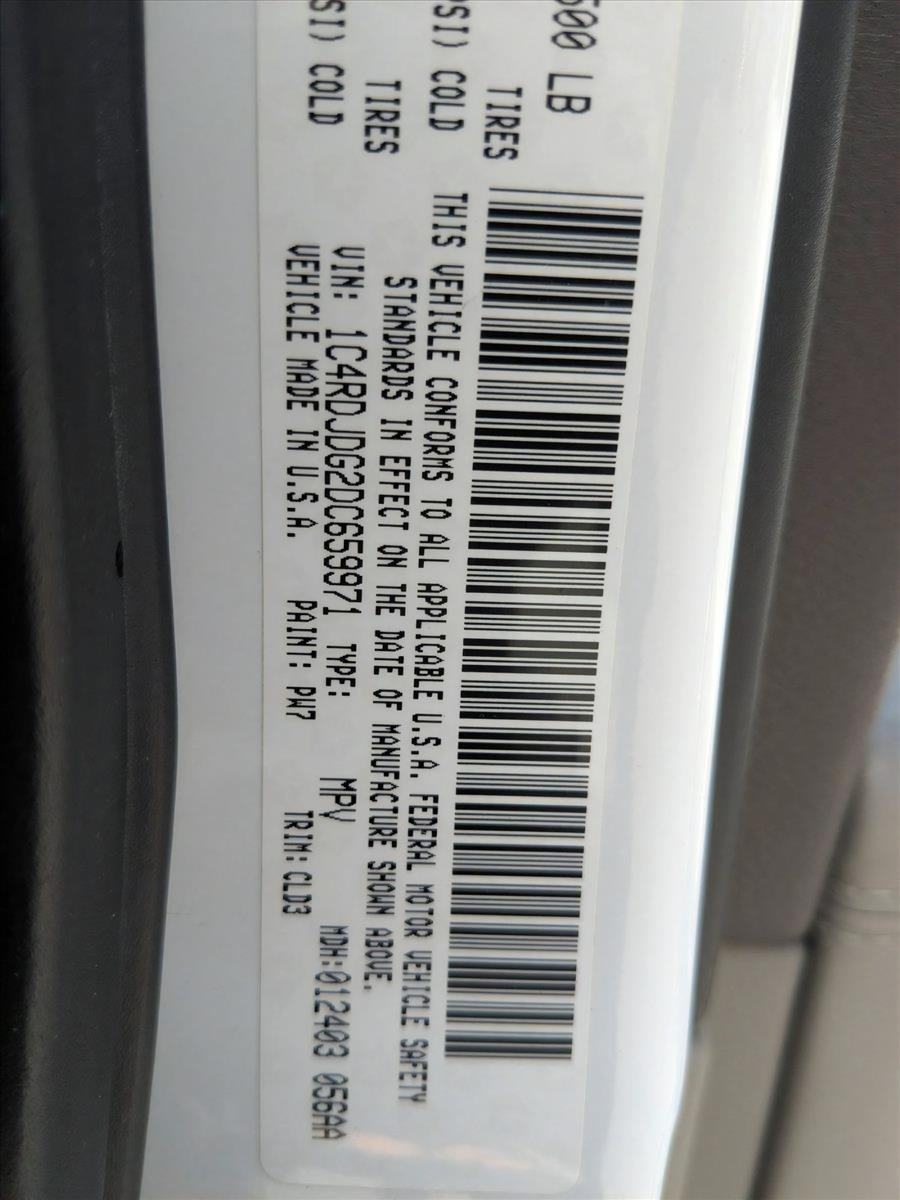 500 LB
TIRES
PSI) COLD
TIRES
SI) COLD
THIS VEHICLE CONFORMS TO ALL APPLICABLE U.S.A. FEDERAL MOTOR VEHICLE SAFETY
STANDARDS IN EFFECT ON THE DATE OF MANUFACTURE SHOWN ABOVE.
VIN: 1C4RDJDG2DC659971 TYPE: MPV MDH:012403 056AA
VEHICLE MADE IN U.S.A. PAINT: PW7 TRIM:CLD3